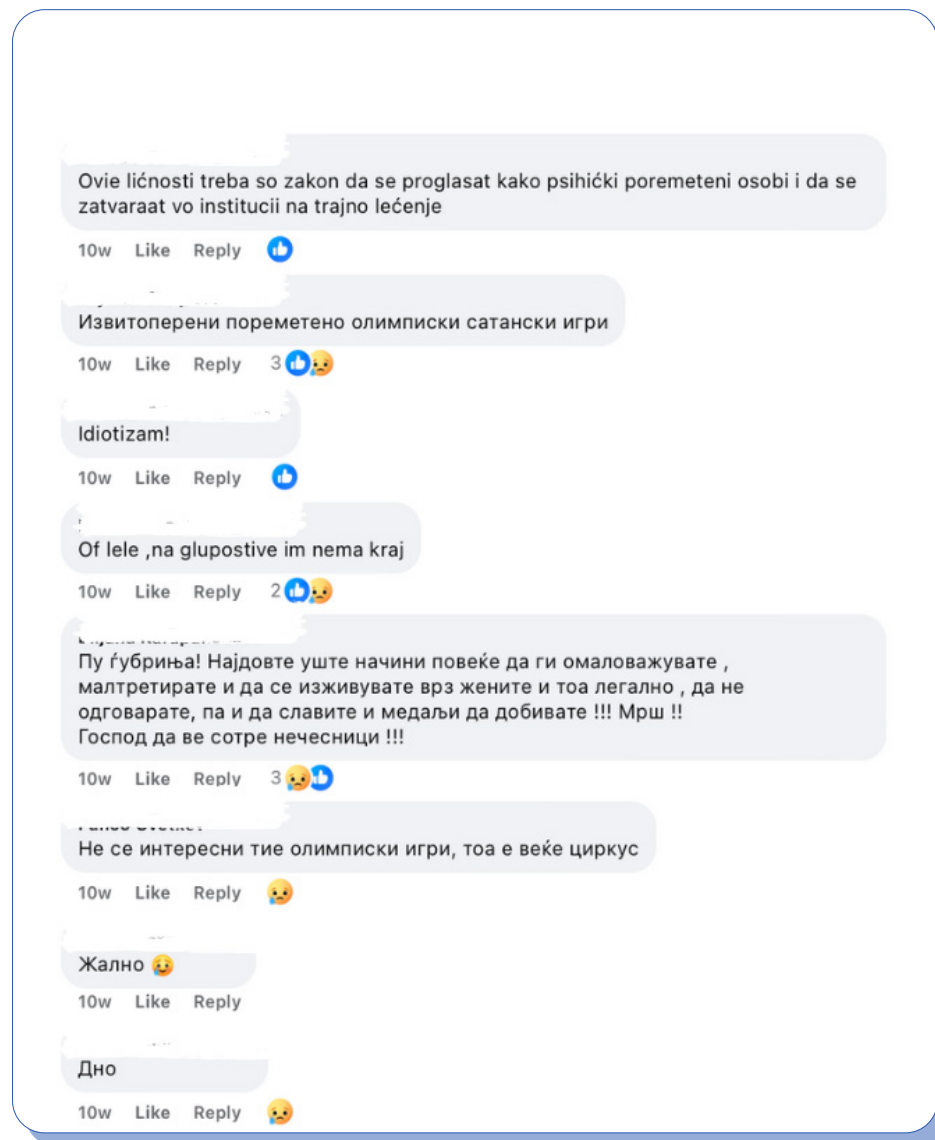 Ovie lićnosti treba so zakon da se proglasat kako psihićki poremeteni osobi i da se
zatvaraat vo institucii na trajno lećenje
10w Like Reply
Извитоперени пореметено олимписки сатански игри
10w Like Reply 3
Idiotizam!
10w Like Reply
Of lele ,na glupostive im nema kraj
10w Like Reply 2
Пу ѓубриња! Најдовте уште начини повеќе да ги омаловажувате ,
малтретирате и да се изживувате врз жените и тоа легално , да не
одговарате, па и да славите и медаљи да добивате !!! Мрш !!
Господ да ве сотре нечесници !!!
10w Like Reply 3
Не се интересни тие олимписки игри, тоа е веќе циркус
10w Like Reply
Жално 😥
10w Like Reply
Дно
10w Like Reply